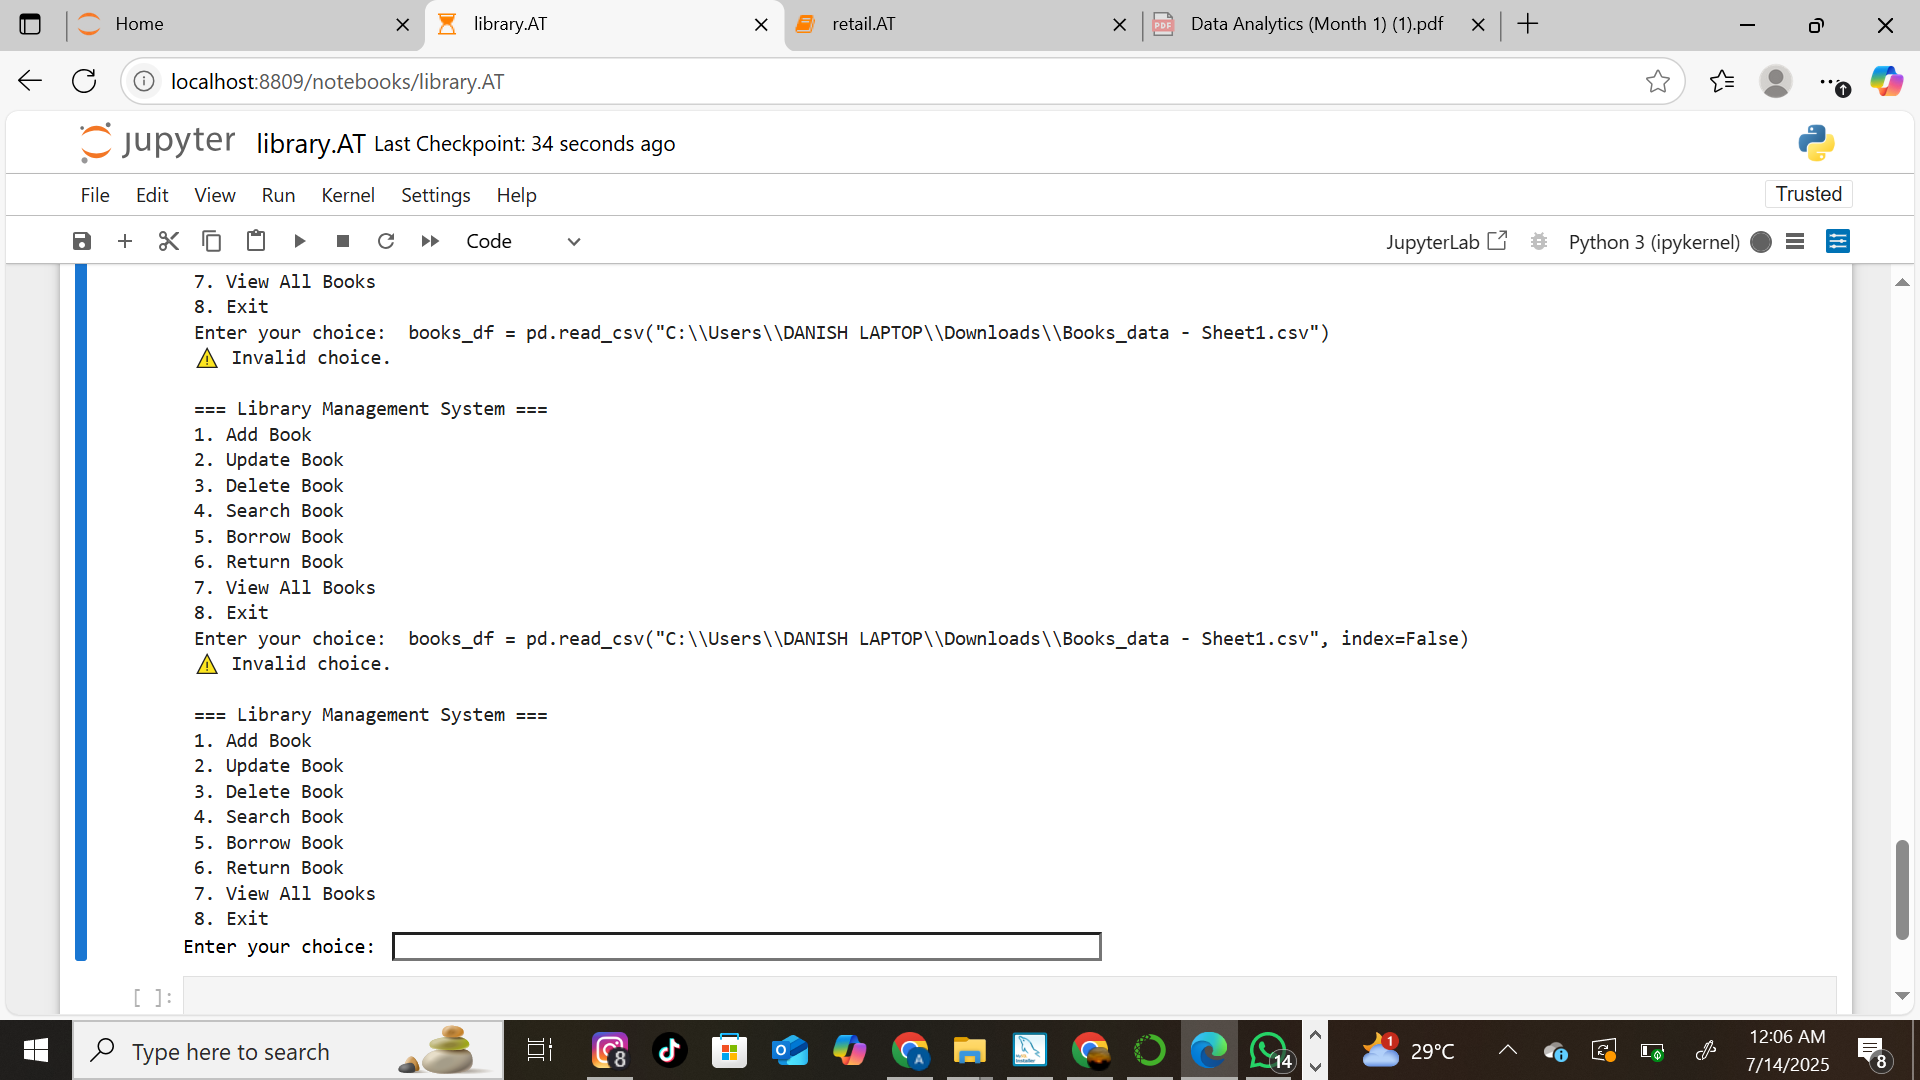 Home
library.AT
retail.AT
Data Analytics (Month 1) (1).pdf
localhost:8809/notebooks/library.AT
jupyter library.AT Last Checkpoint: 34 seconds ago
File Edit View Run Kernel Settings Help
Trusted
Code
JupyterLab
Python 3 (ipykernel)
7. View All Books
8. Exit
Enter your choice:  books_df = pd.read_csv("C:\\Users\\DANISH LAPTOP\\Downloads\\Books_data - Sheet1.csv")
⚠ Invalid choice.
=== Library Management System ===
1. Add Book
2. Update Book
3. Delete Book
4. Search Book
5. Borrow Book
6. Return Book
7. View All Books
8. Exit
Enter your choice:  books_df = pd.read_csv("C:\\Users\\DANISH LAPTOP\\Downloads\\Books_data - Sheet1.csv", index=False)
⚠ Invalid choice.
=== Library Management System ===
1. Add Book
2. Update Book
3. Delete Book
4. Search Book
5. Borrow Book
6. Return Book
7. View All Books
8. Exit
Enter your choice:
[ ]:
Type here to search
8
A
14
1
29°C
12:06 AM
7/14/2025
8